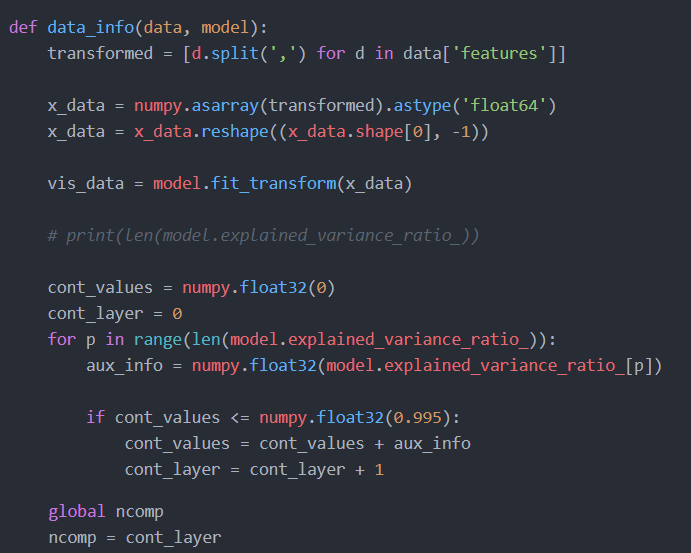 def data_info(data, model):
    transformed = [d.split(',') for d in data['features']]
    x_data = numpy.asarray(transformed).astype('float64')
    x_data = x_data.reshape((x_data.shape[0], -1))
    vis_data = model.fit_transform(x_data)
    # print(len(model.explained_variance_ratio_))
    cont_values = numpy.float32(0)
    cont_layer = 0
    for p in range(len(model.explained_variance_ratio_)):
        aux_info = numpy.float32(model.explained_variance_ratio_[p])
        if cont_values <= numpy.float32(0.995):
            cont_values = cont_values + aux_info
            cont_layer = cont_layer + 1
    global ncomp
    ncomp = cont_layer